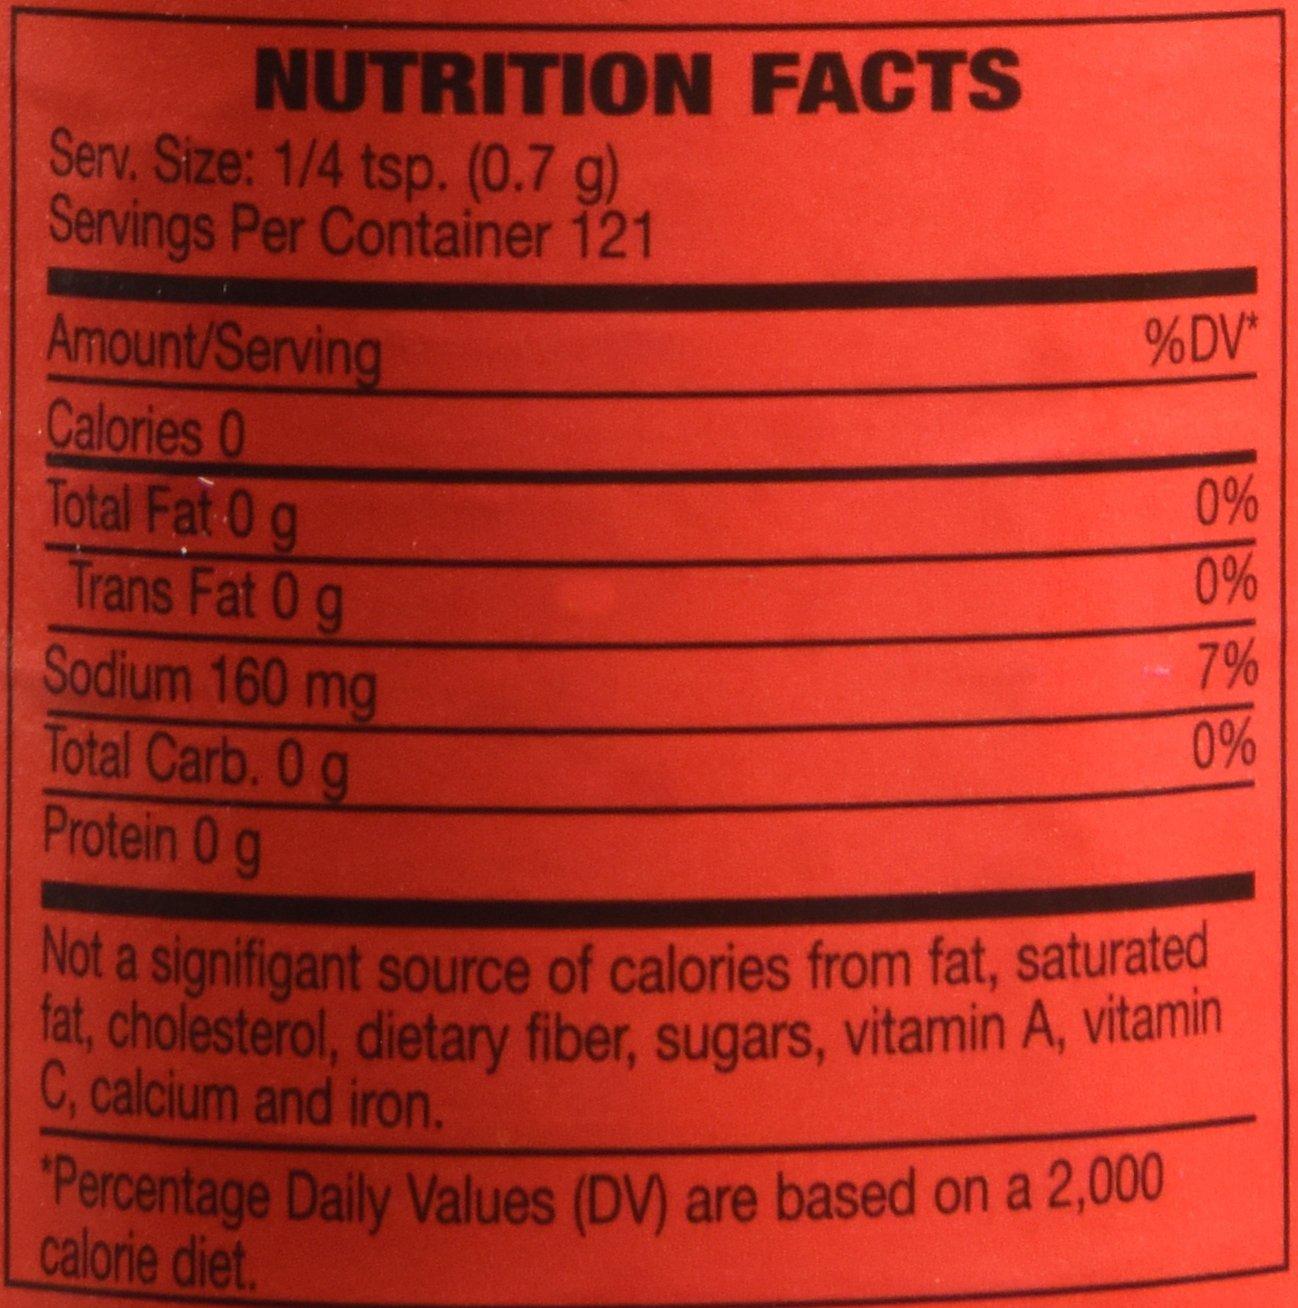 NUTRITION FACTS
Serv. Size: 1/4 tsp. (0.7 g)
Servings Per Container 121
Amount/Serving %DV*
Calories 0
Total Fat 0 g 0%
Trans Fat 0 g 0%
Sodium 160 mg 7%
Total Carb. 0 g 0%
Protein 0 g
Not a signifigant source of calories from fat, saturated
fat, cholesterol, dietary fiber, sugars, vitamin A, vitamin
C, calcium and iron.
*Percentage Daily Values (DV) are based on a 2,000
calorie diet.